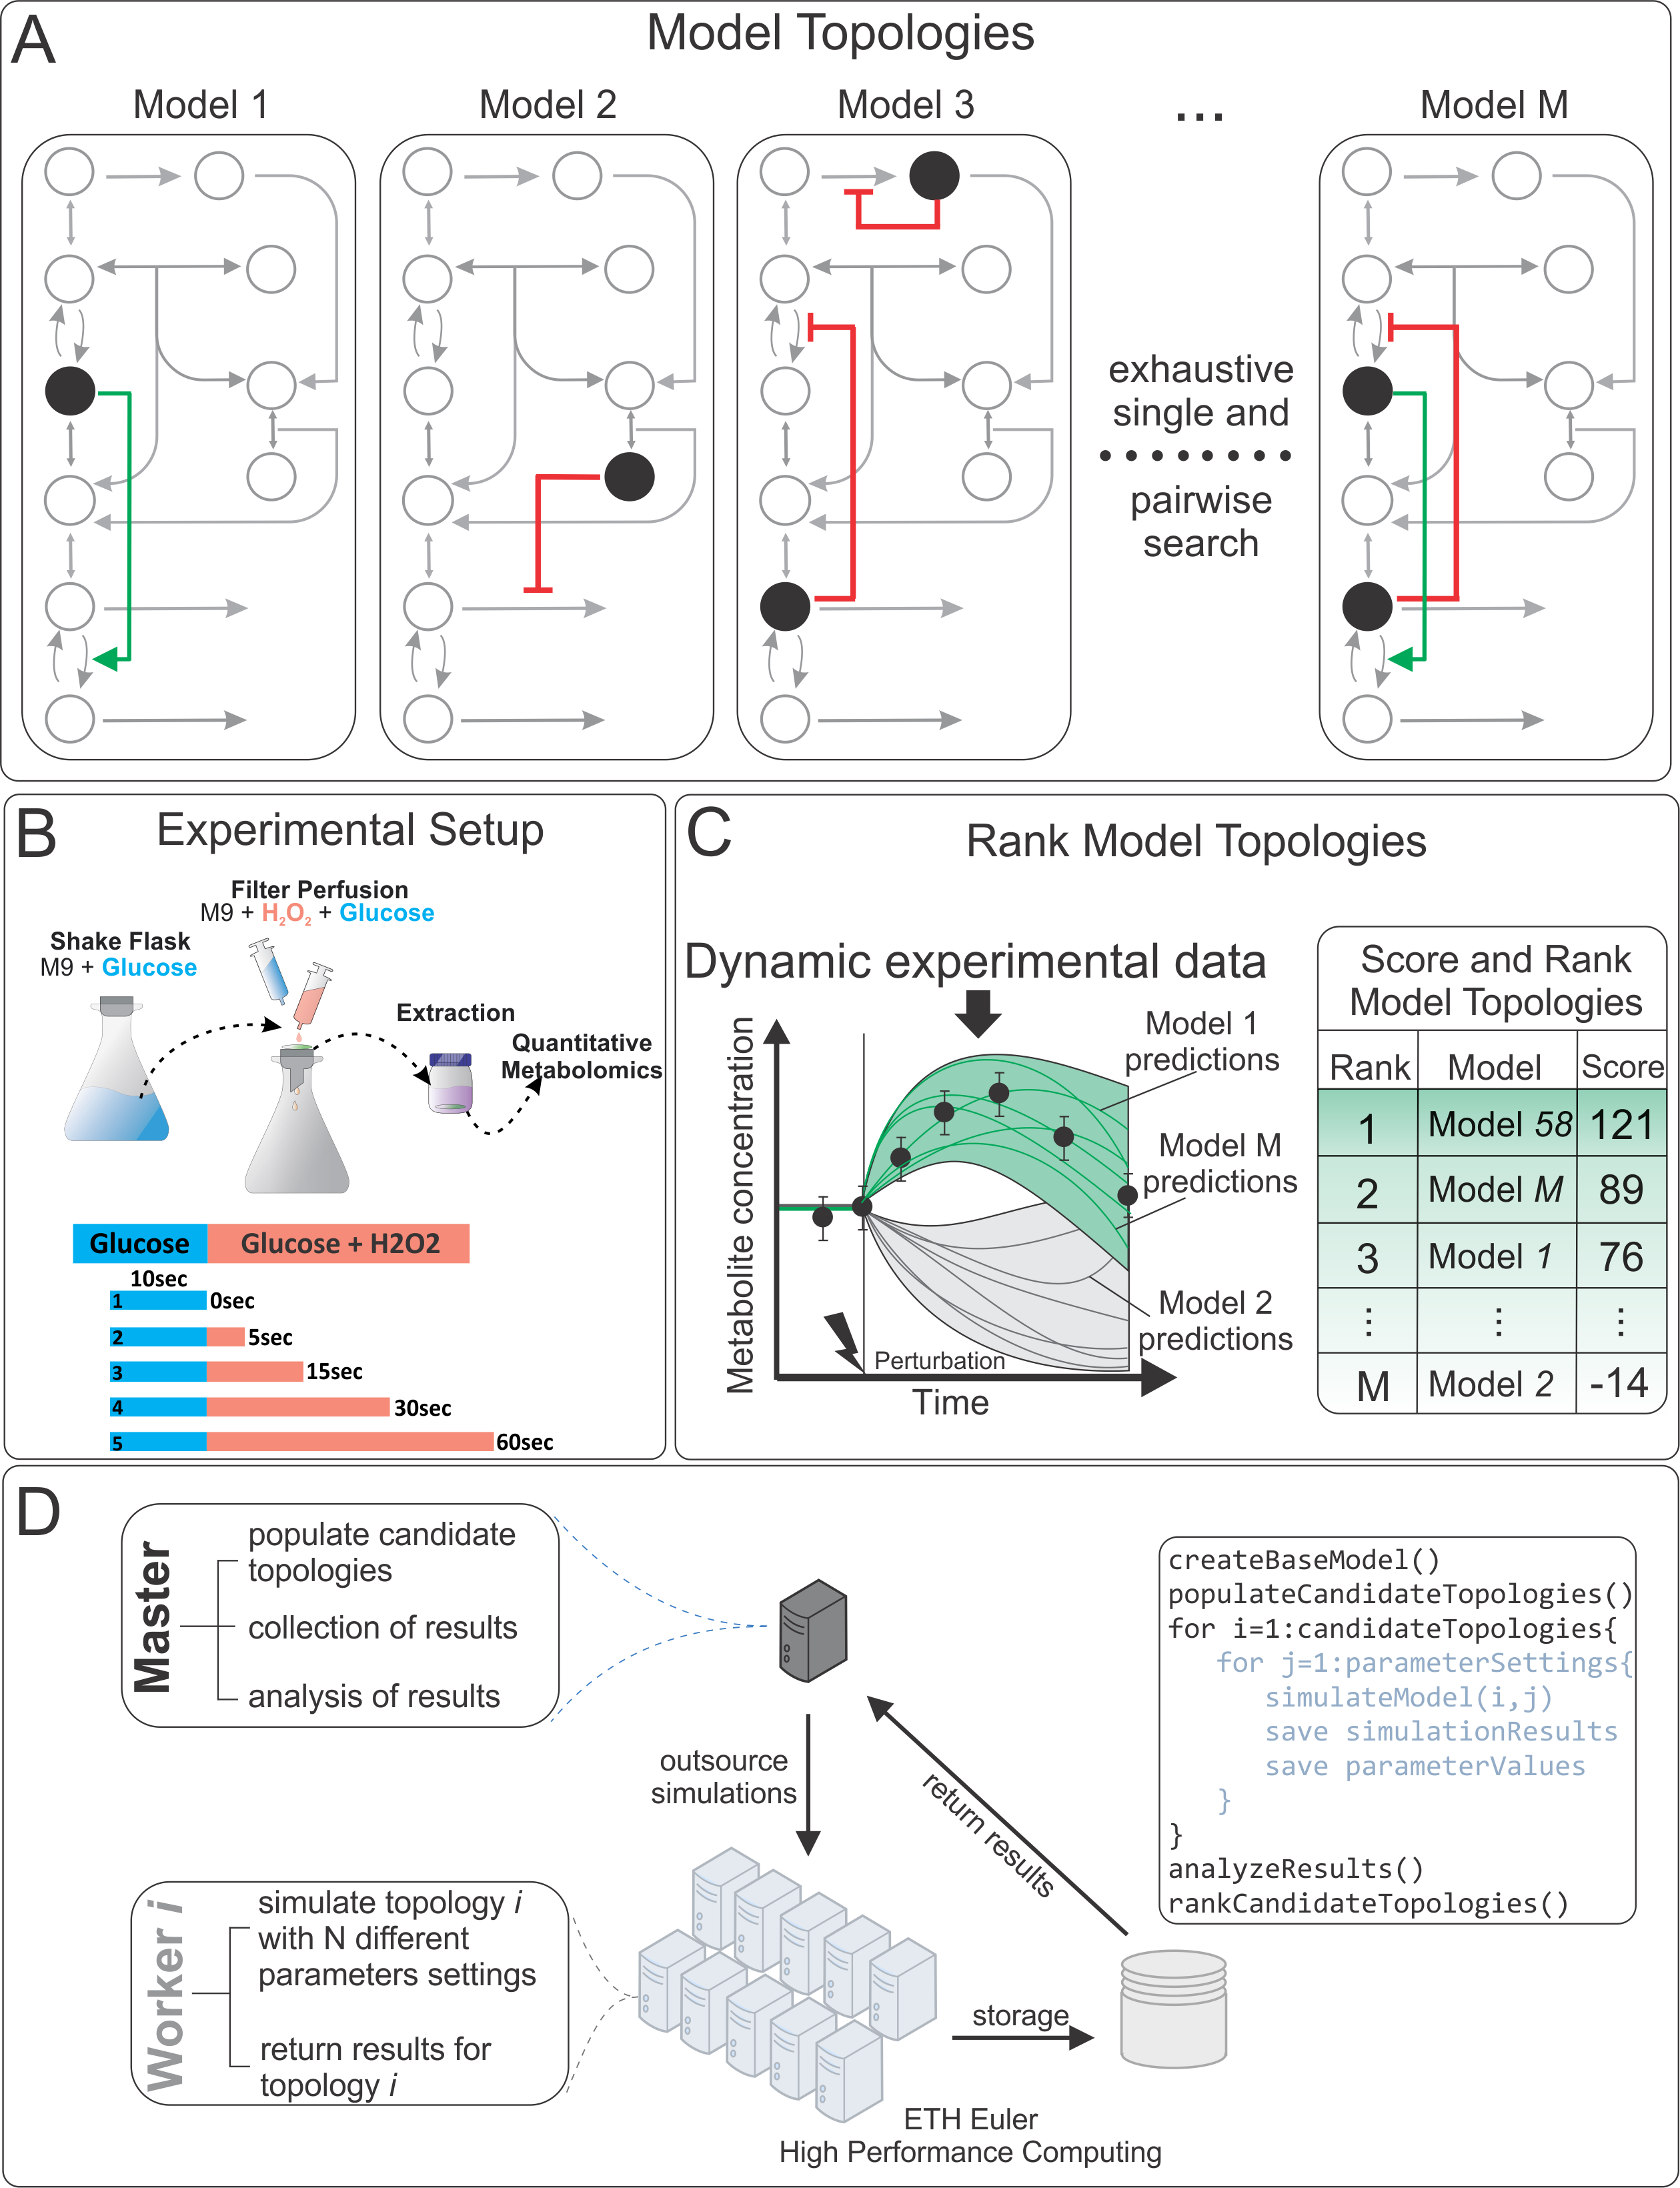 A
Model Topologies
Model 1
Model 2
Model 3
...
Model M
exhaustive
single and
pairwise
search
B
Experimental Setup
Filter Perfusion
M9 + H₂O₂ + Glucose
Shake Flask
M9 + Glucose
Extraction
Quantitative
Metabolomics
Glucose
Glucose + H2O2
10sec
1
0sec
2
5sec
3
15sec
4
30sec
5
60sec
C
Rank Model Topologies
Dynamic experimental data
Metabolite concentration
Model 1
predictions
Model M
predictions
Model 2
predictions
Perturbation
Time
Score and Rank
Model Topologies
Rank Model Score
1 Model 58 121
2 Model M 89
3 Model 1 76
⋮ ⋮ ⋮
M Model 2 -14
D
Master
populate candidate
topologies
collection of results
analysis of results
outsource
simulations
return results
createBaseModel()
populateCandidateTopologies()
for i=1:candidateTopologies{
for j=1:parameterSettings{
simulateModel(i,j)
save simulationResults
save parameterValues
}
}
analyzeResults()
rankCandidateTopologies()
Worker i
simulate topology i
with N different
parameters settings
return results for
topology i
storage
ETH Euler
High Performance Computing